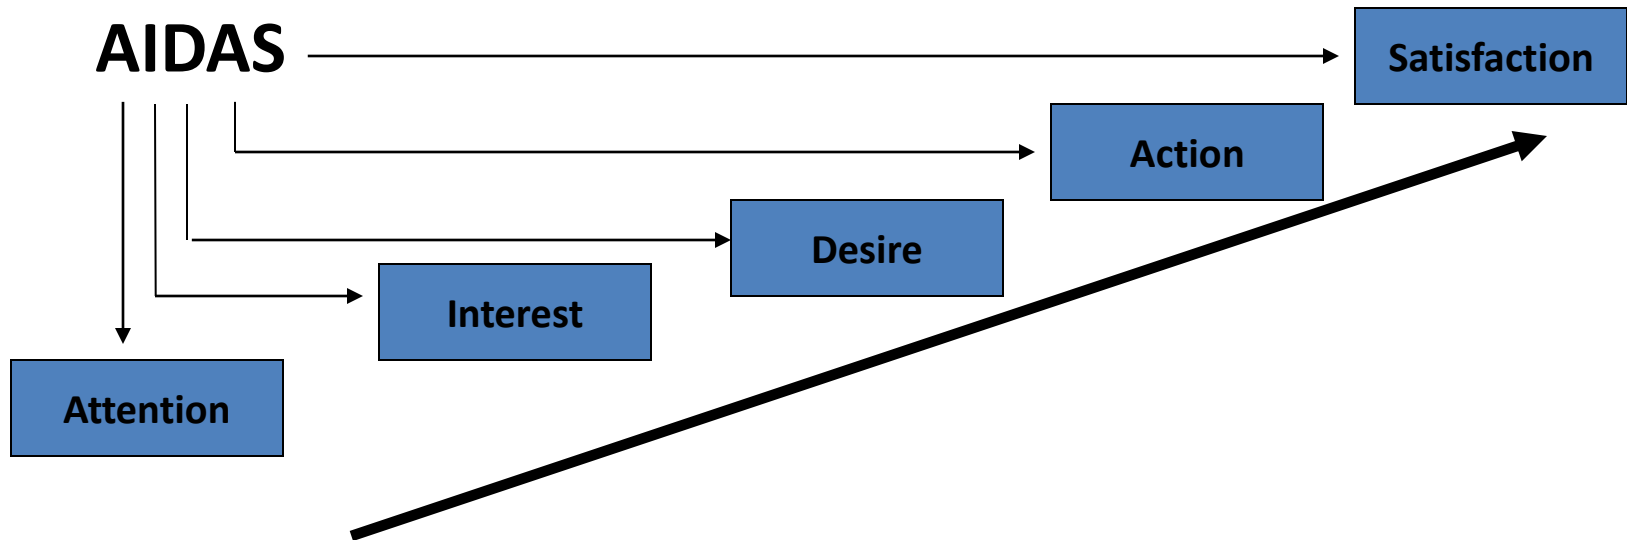 AIDAS
Satisfaction
Action
Desire
Interest
Attention